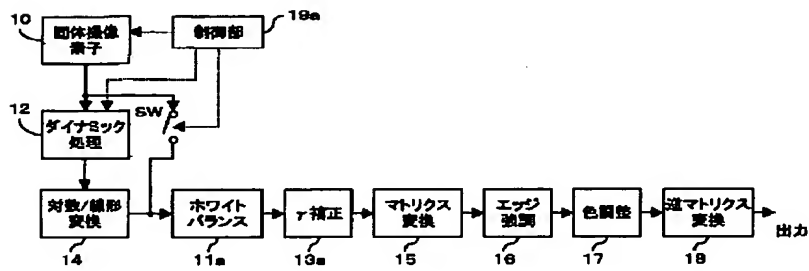 10
固体撮像
素子
制御部
19a
12
ダイナミック
処理
SW
対数/線形
変換
14
ホワイト
バランス
11a
γ補正
13a
マトリクス
変換
15
エッジ
強調
16
色調整
17
逆マトリクス
変換
18
出力